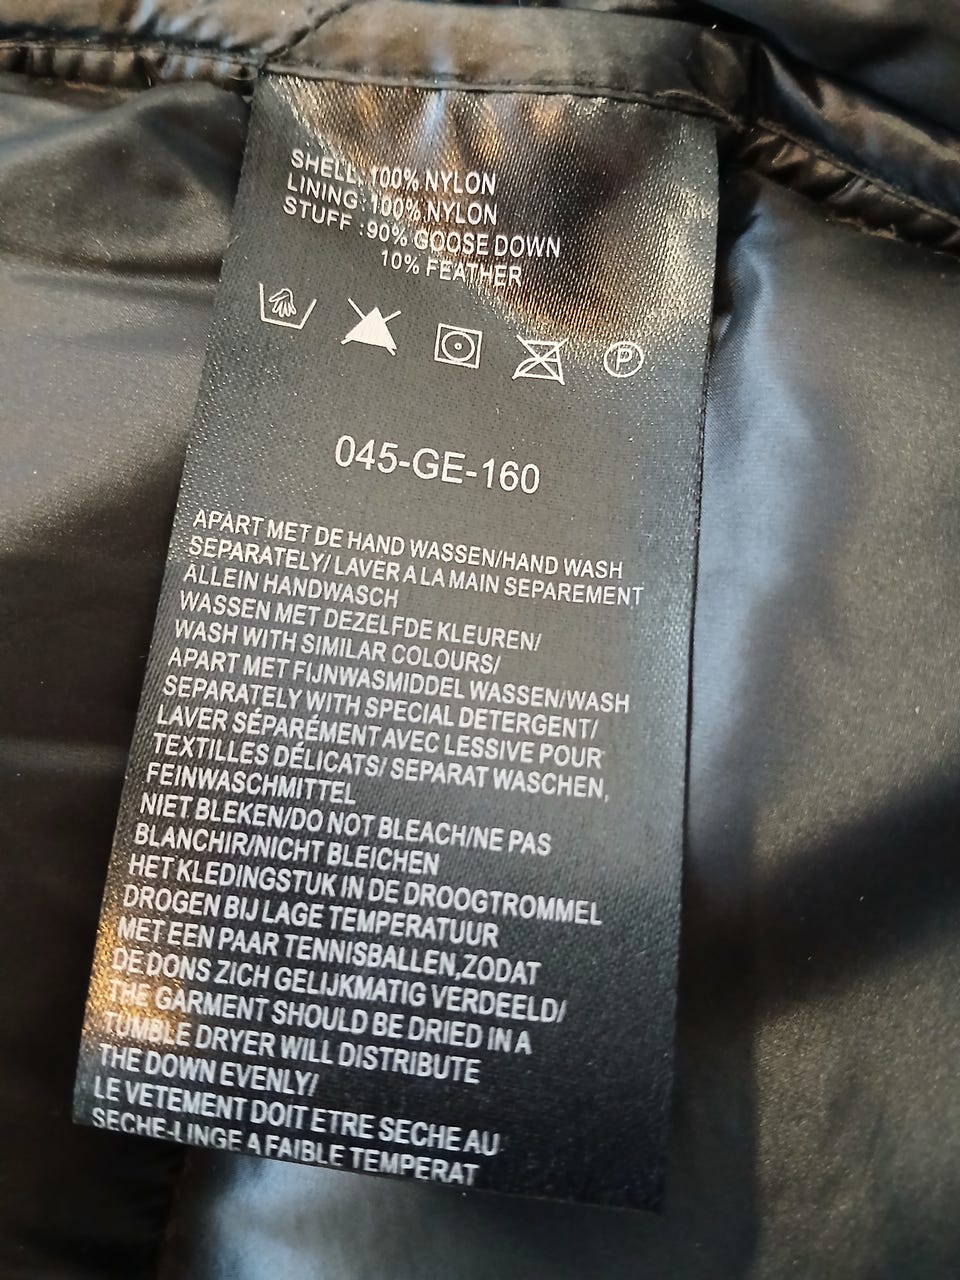 SHELL: 100% NYLON
LINING: 100% NYLON
STUFF :90% GOOSE DOWN
10% FEATHER
P
045-GE-160
APART MET DE HAND WASSEN/HAND WASH
SEPARATELY/ LAVER A LA MAIN SEPAREMENT
ALLEIN HANDWASCH
WASSEN MET DEZELFDE KLEUREN/
WASH WITH SIMILAR COLOURS/
APART MET FIJNWASMIDDEL WASSEN/WASH
SEPARATELY WITH SPECIAL DETERGENT/
LAVER SÉPARÉMENT AVEC LESSIVE POUR
TEXTILLES DÉLICATS/ SEPARAT WASCHEN,
FEINWASCHMITTEL
NIET BLEKEN/DO NOT BLEACH/NE PAS
BLANCHIR/NICHT BLEICHEN
HET KLEDINGSTUK IN DE DROOGTROMMEL
DROGEN BIJ LAGE TEMPERATUUR
MET EEN PAAR TENNISBALLEN,ZODAT
DE DONS ZICH GELIJKMATIG VERDEELD/
THE GARMENT SHOULD BE DRIED IN A
TUMBLE DRYER WILL DISTRIBUTE
THE DOWN EVENLY/
LE VETEMENT DOIT ETRE SECHE AU
SECHE-LINGE A FAIBLE TEMPERAT